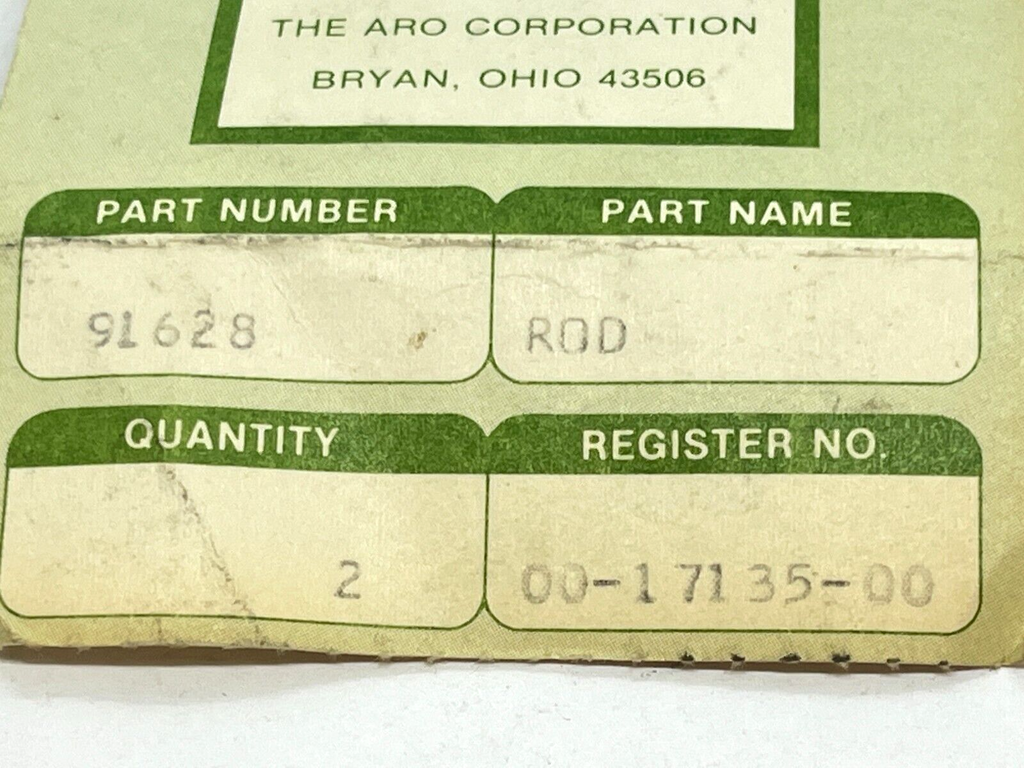 THE ARO CORPORATION
BRYAN, OHIO 43506
PART NUMBER PART NAME
91628 ROD
QUANTITY REGISTER NO.
2 00-17135-00